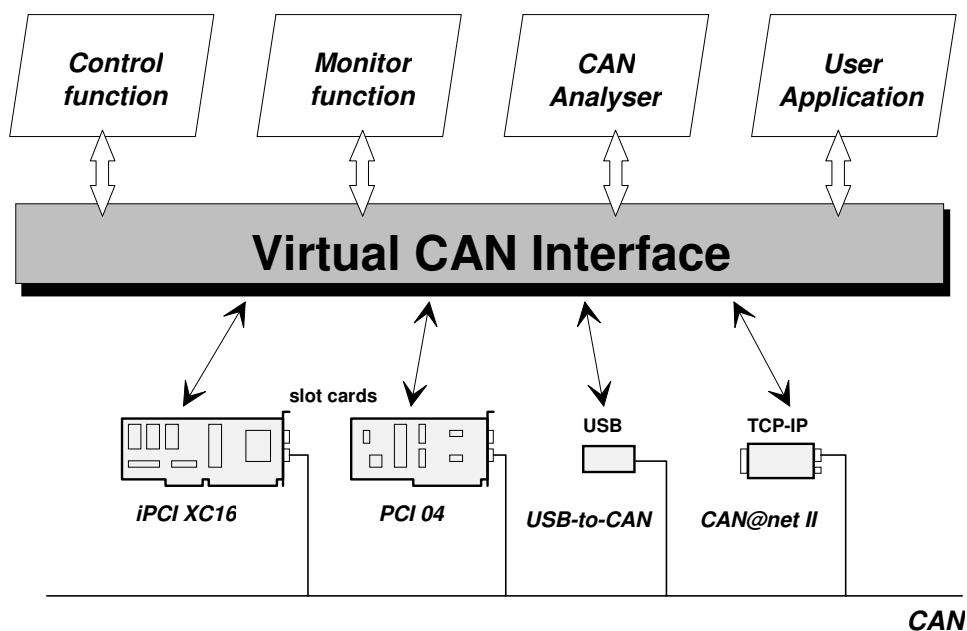 Control
function
Monitor
function
CAN
Analyser
User
Application
Virtual CAN Interface
slot cards
USB
TCP-IP
iPCI XC16
PCI 04
USB-to-CAN
CAN@net II
CAN